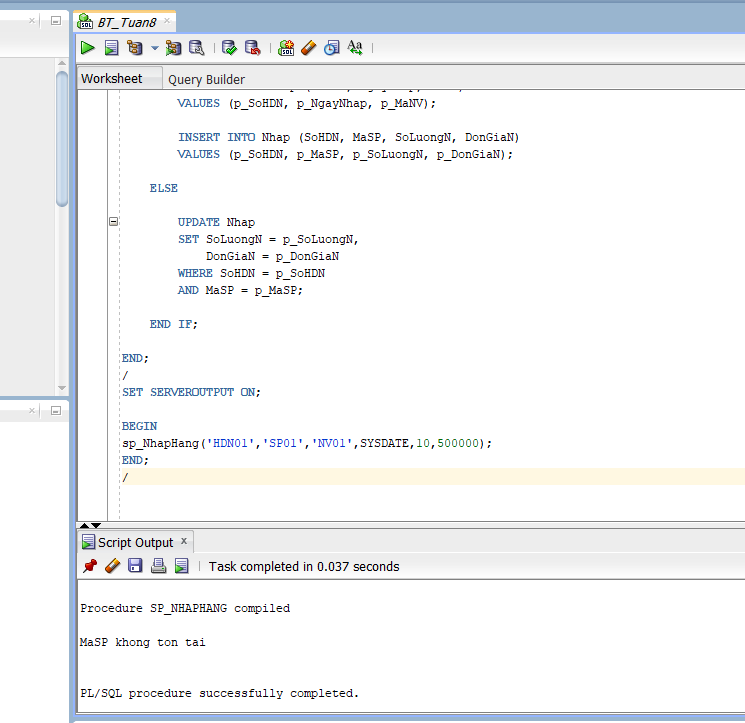 BT_Tuan8
Worksheet Query Builder
VALUES (p_SoHDN, p_NgayNhap, p_MaNV);
INSERT INTO Nhap (SoHDN, MaSP, SoLuongN, DonGiaN)
VALUES (p_SoHDN, p_MaSP, p_SoLuongN, p_DonGiaN);
ELSE
UPDATE Nhap
SET SoLuongN = p_SoLuongN,
DonGiaN = p_DonGiaN
WHERE SoHDN = p_SoHDN
AND MaSP = p_MaSP;
END IF;
END;
/
SET SERVEROUTPUT ON;
BEGIN
sp_NhapHang('HDN01','SP01','NV01',SYSDATE,10,500000);
END;
/
Script Output
Task completed in 0.037 seconds
Procedure SP_NHAPHANG compiled
MaSP khong ton tai
PL/SQL procedure successfully completed.